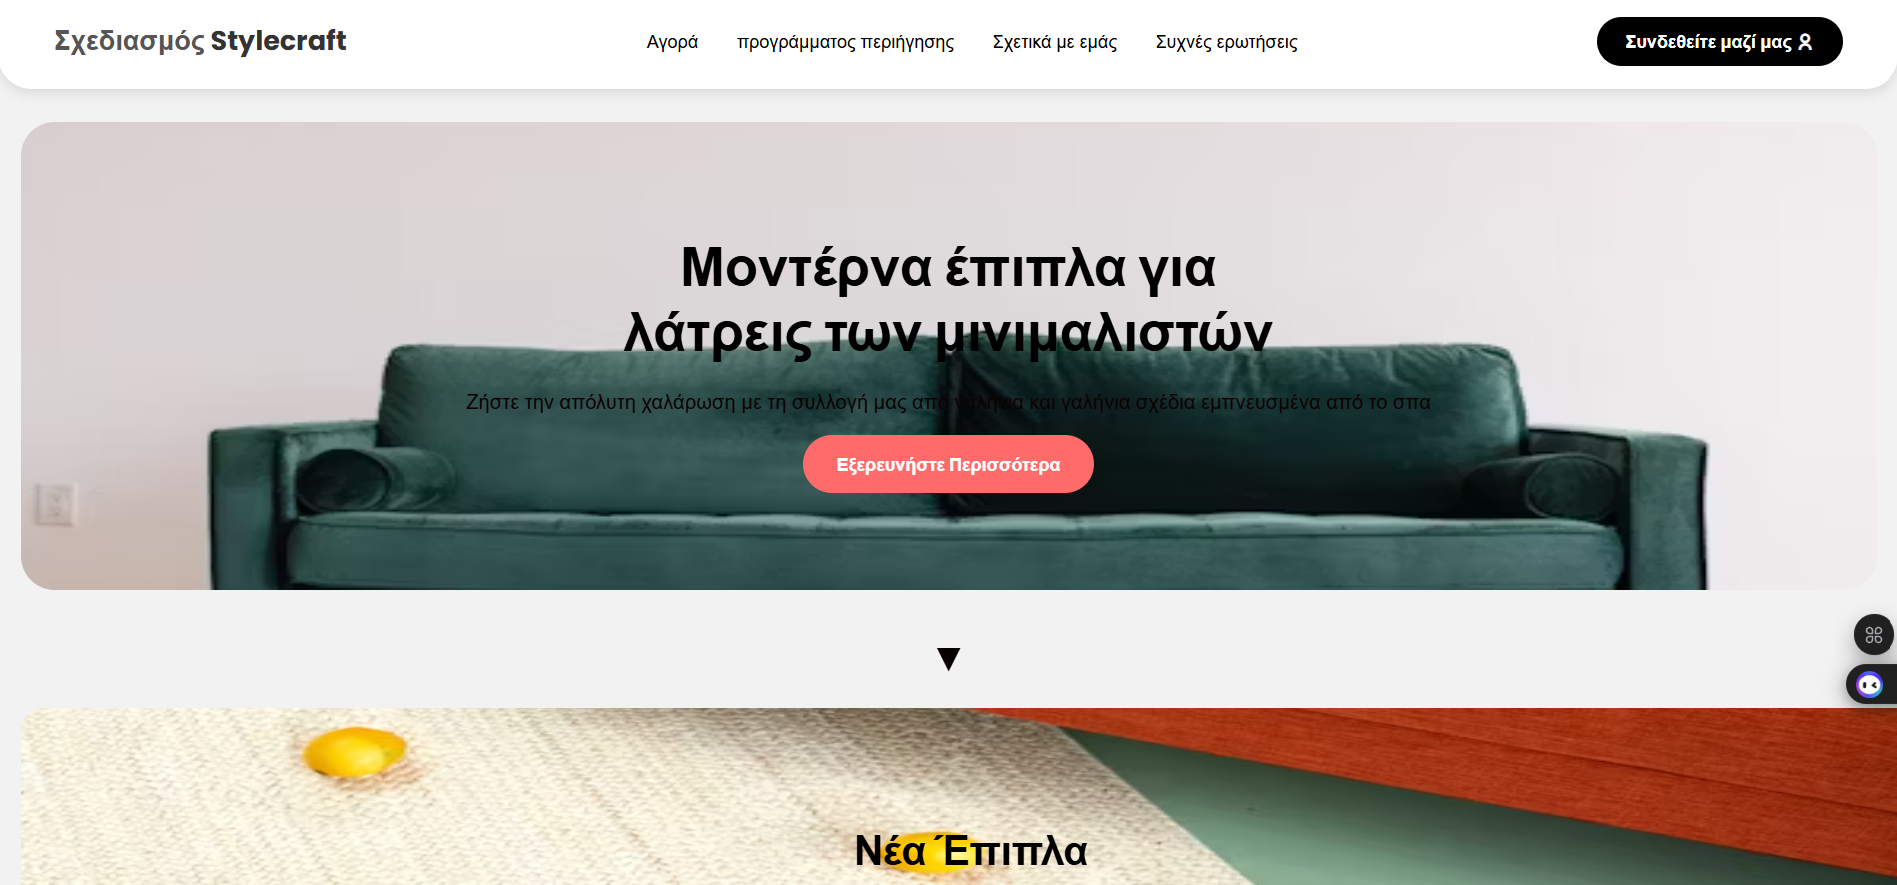 Σχεδιασμός Stylecraft
Αγορά
προγράμματος περιήγησης
Σχετικά με εμάς
Συχνές ερωτήσεις
Συνδεθείτε μαζί μας
Μοντέρνα έπιπλα για
λάτρεις των μινιμαλιστών
Ζήστε την απόλυτη χαλάρωση με τη συλλογή μας από γαλήνια και γαλήνια σχέδια εμπνευσμένα από το σπα
Εξερευνήστε Περισσότερα
Νέα Έπιπλα